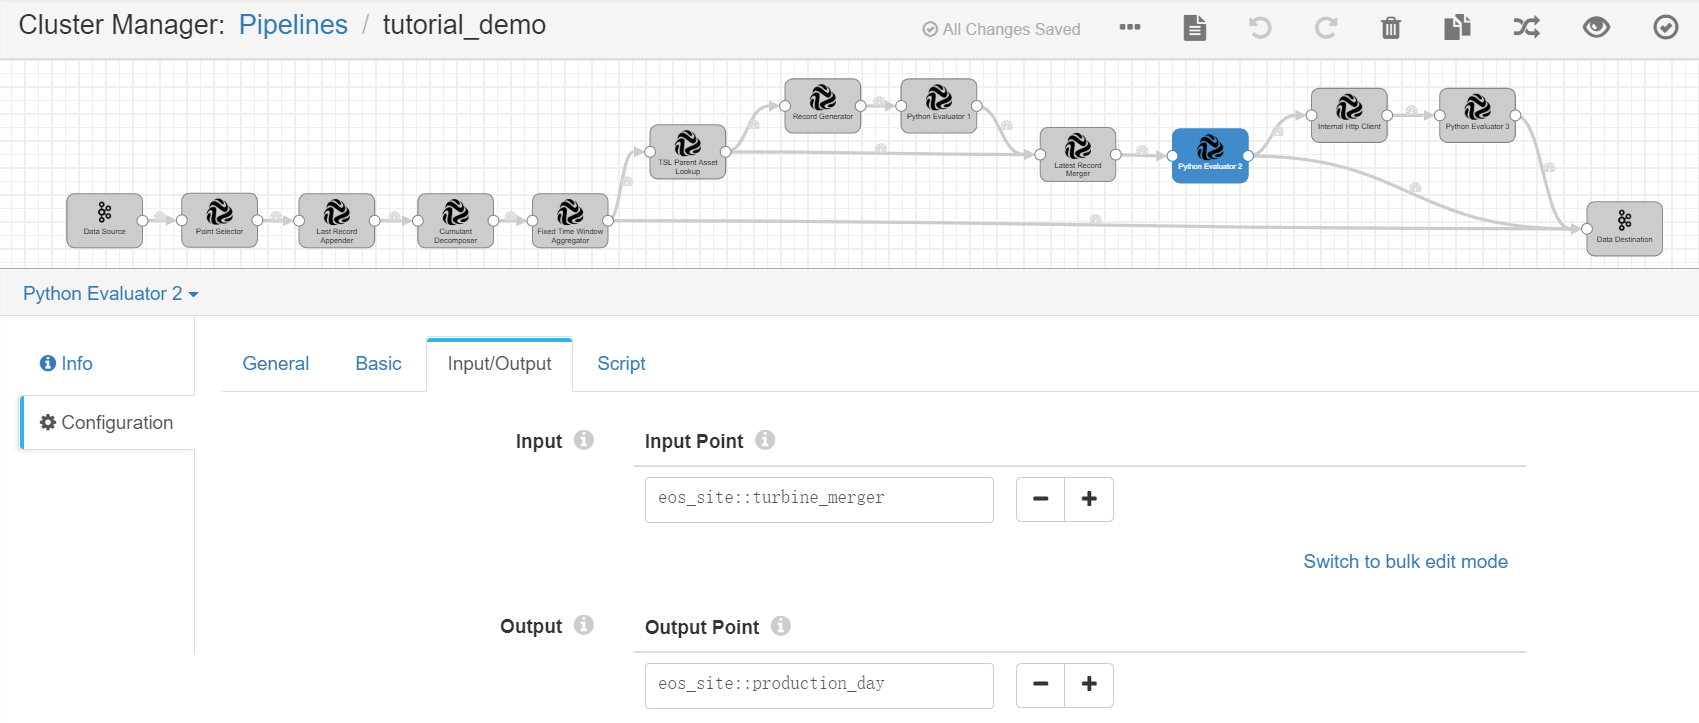 Cluster Manager: Pipelines / tutorial_demo
All Changes Saved
Record Generator
Python Evaluator 1
Internal Http Client
Python Evaluator 3
TSL Parent Asset
Lookup
Latest Record
Merger
Python Evaluator 2
Data Source
Point Selector
Last Record
Appender
Cumulant
Decomposer
Fixed Time Window
Aggregator
Data Destination
Python Evaluator 2
Info
Configuration
General
Basic
Input/Output
Script
Input
Input Point
eos_site::turbine_merger
Switch to bulk edit mode
Output
Output Point
eos_site::production_day